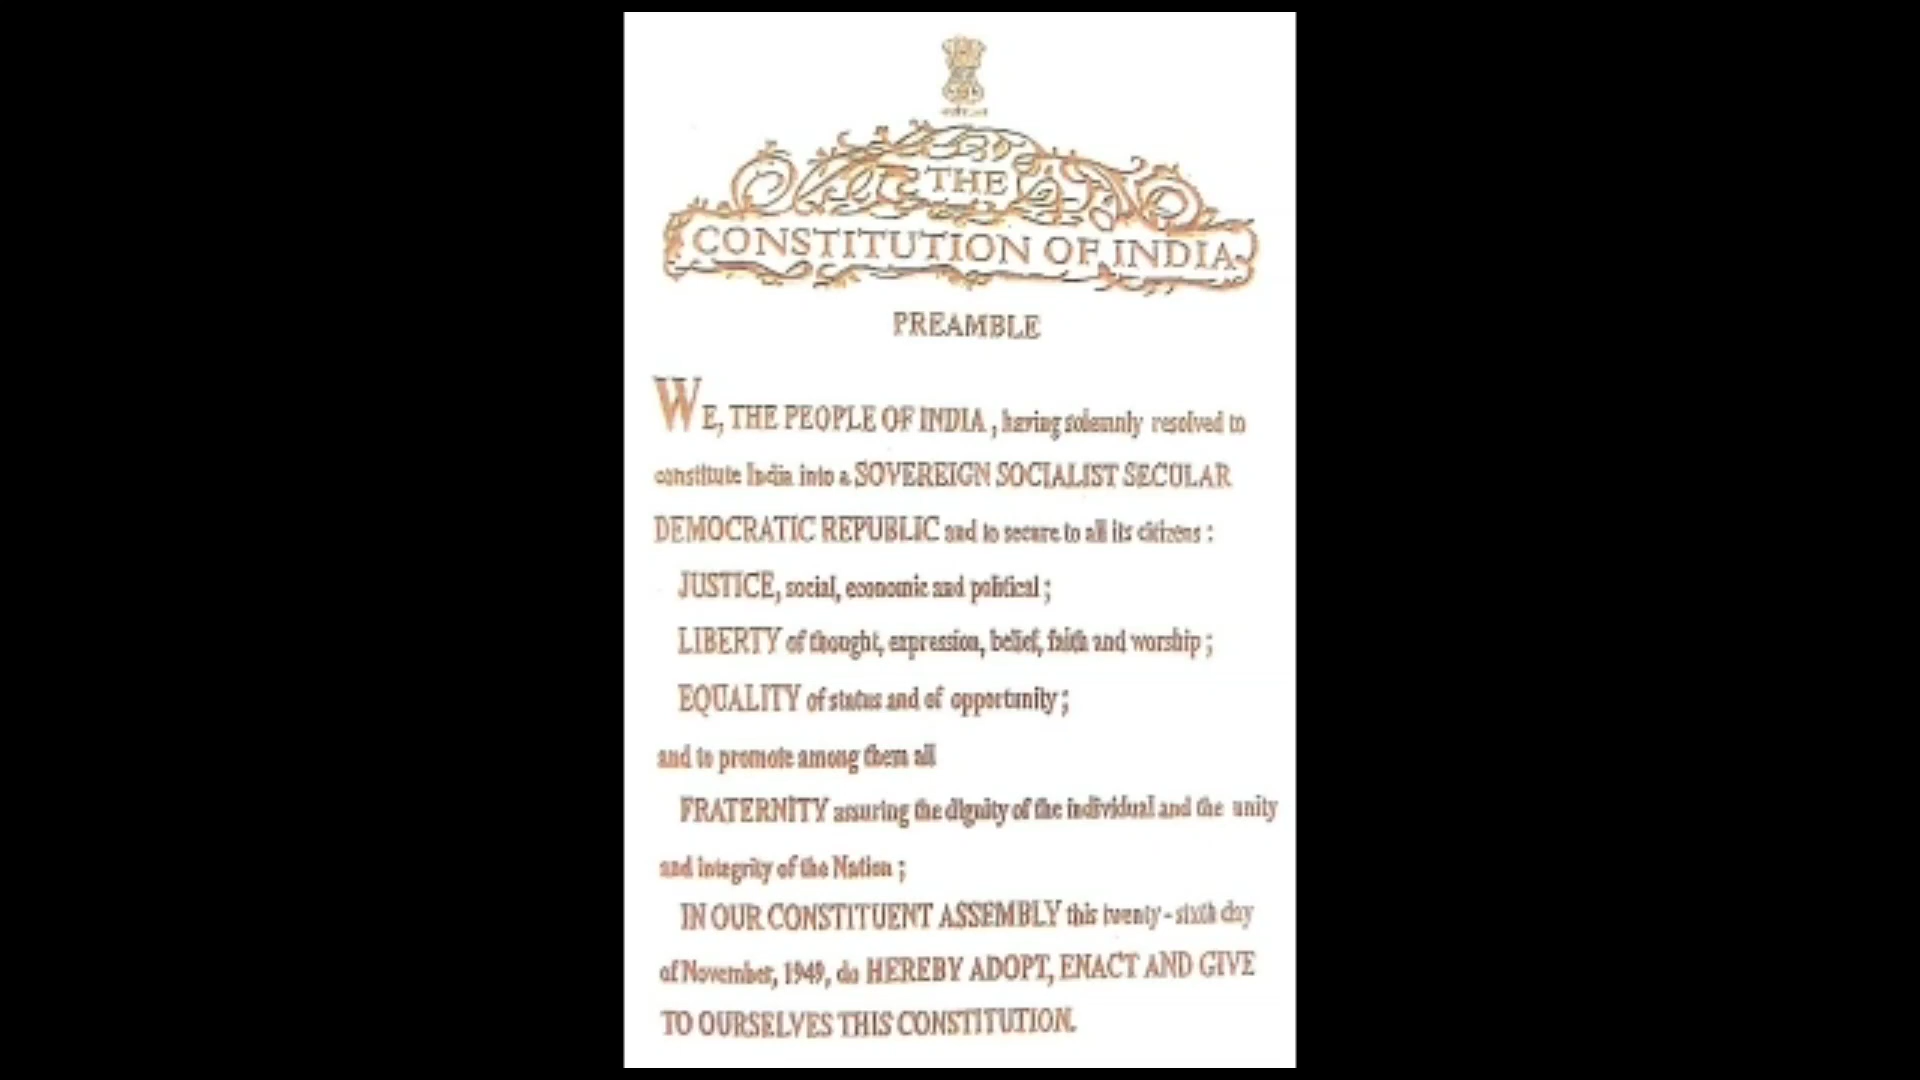 THE
CONSTITUTION OF INDIA
PREAMBLE
WE, THE PEOPLE OF INDIA, having solemnly resolved to
constitute India into a SOVEREIGN SOCIALIST SECULAR
DEMOCRATIC REPUBLIC and to secure to all its citizens :
JUSTICE, social, economic and political ;
LIBERTY of thought, expression, belief, faith and worship ;
EQUALITY of status and of opportunity ;
and to promote among them all
FRATERNITY assuring the dignity of the individual and the unity
and integrity of the Nation ;
IN OUR CONSTITUENT ASSEMBLY this twenty-sixth day
of November, 1949, do HEREBY ADOPT, ENACT AND GIVE
TO OURSELVES THIS CONSTITUTION.